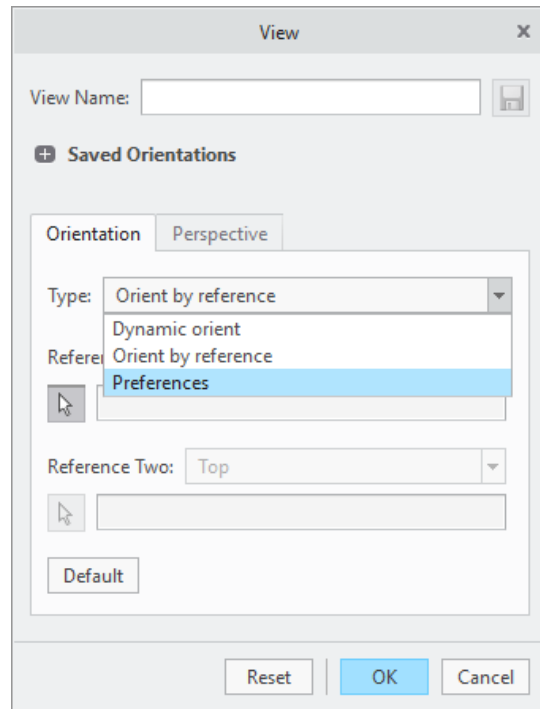 View
View Name:
Saved Orientations
Orientation Perspective
Type: Orient by reference
Dynamic orient
Orient by reference
Preferences
Reference Two: Top
Default
Reset OK Cancel